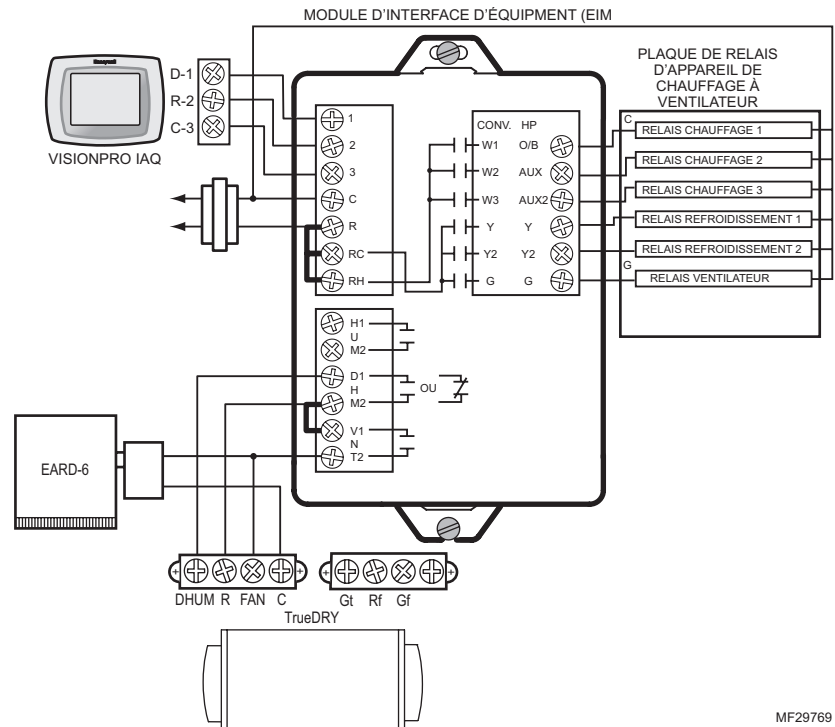 MODULE D'INTERFACE D'ÉQUIPMENT (EIM
Honeywell
VISIONPRO IAQ
D-1
R-2
C-3
1
2
3
C
R
RC
RH
CONV. HP
W1 O/B
W2 AUX
W3 AUX2
Y Y
Y2 Y2
G G
PLAQUE DE RELAIS
D'APPAREIL DE
CHAUFFAGE À
VENTILATEUR
C
RELAIS CHAUFFAGE 1
RELAIS CHAUFFAGE 2
RELAIS CHAUFFAGE 3
RELAIS REFROIDISSEMENT 1
RELAIS REFROIDISSEMENT 2
G
RELAIS VENTILATEUR
H1
U
M2
D1
H
M2
V1
N
T2
OU
EARD-6
DHUM R FAN C
Gt Rf Gf
TrueDRY
MF29769